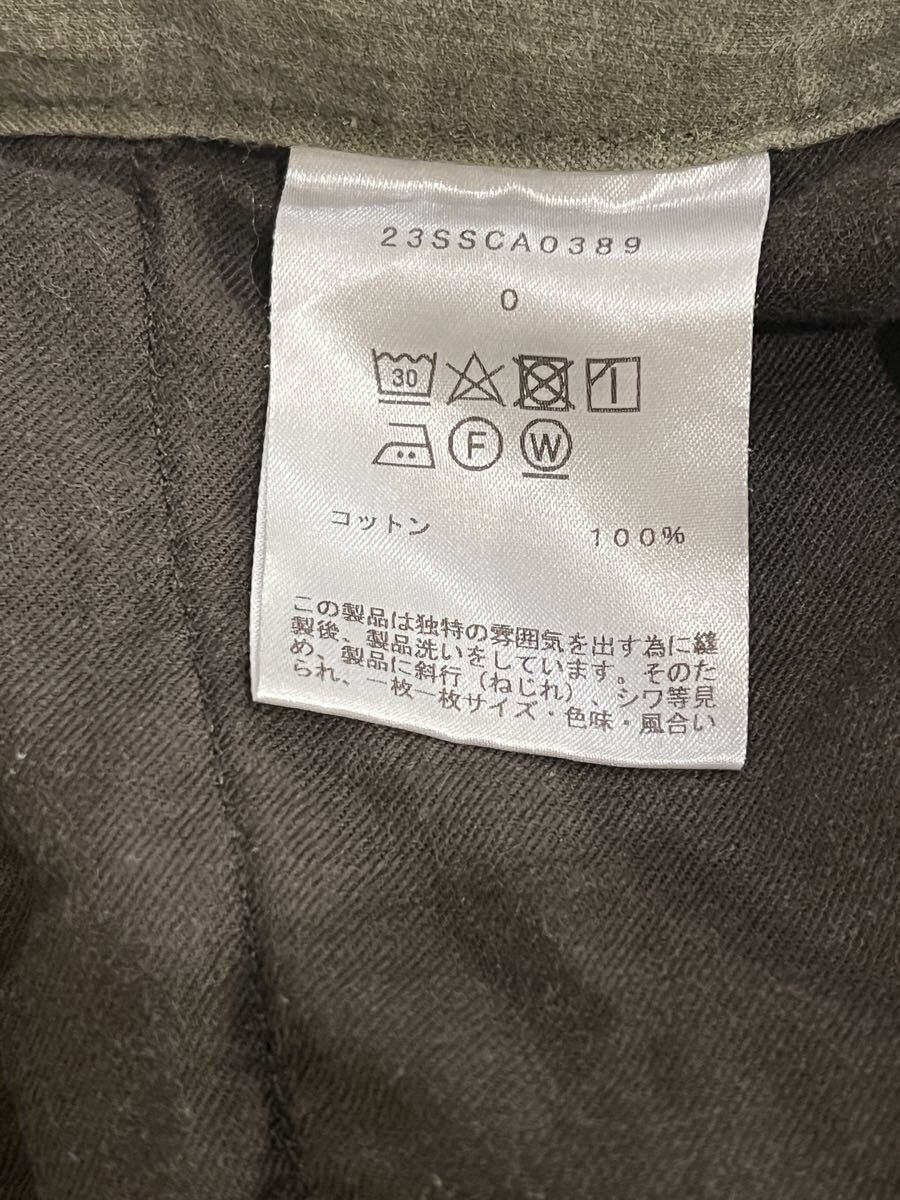 23SSCA0389
0
30
F W
コットン 100%
この製品は独特の雰囲気を出す為に縫
製後、製品洗いをしています。そのた
め、製品に斜行（ねじれ）、シワ等見
られ、一枚一枚サイズ・色味・風合い